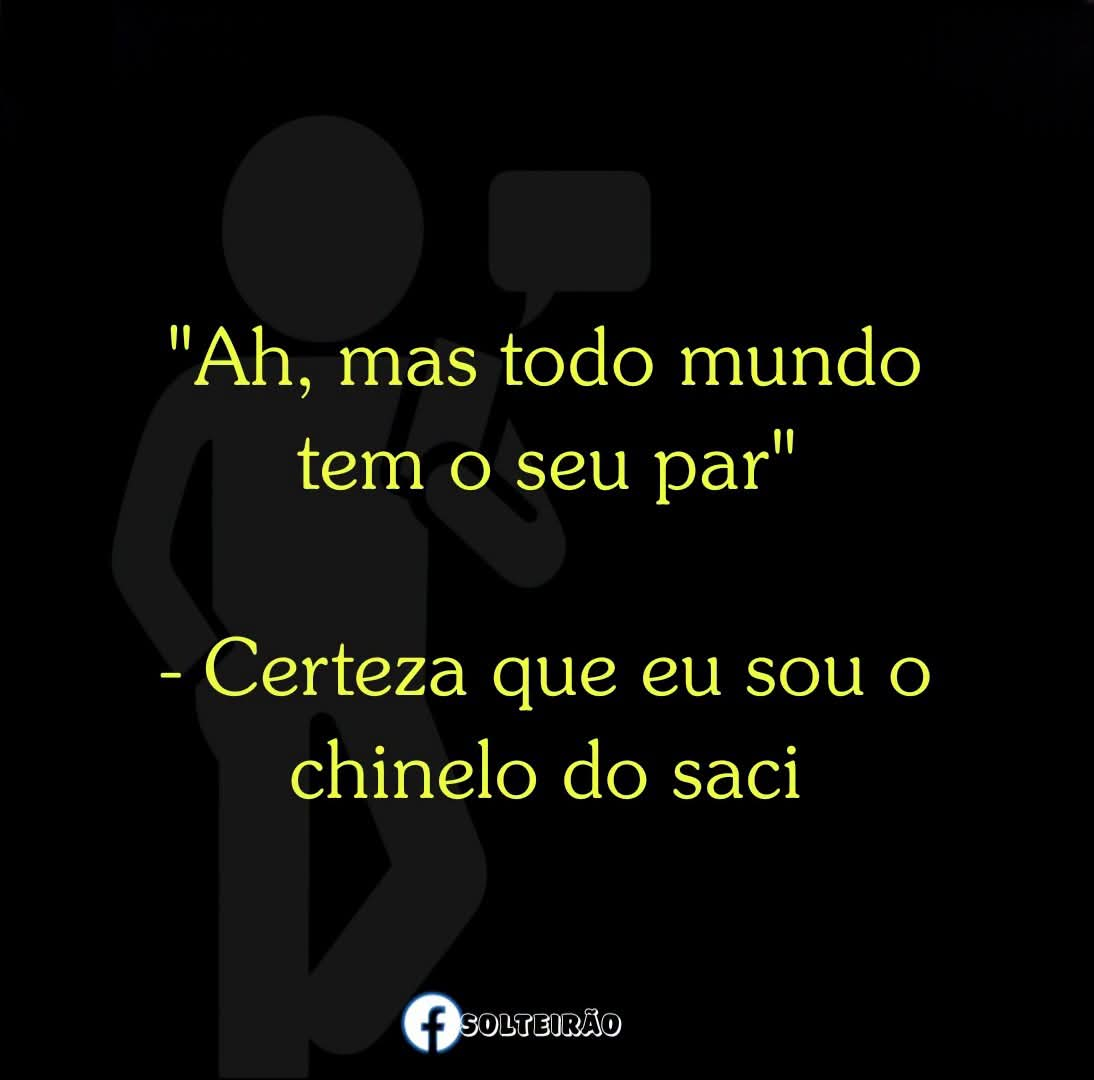 "Ah, mas todo mundo
tem o seu par"
- Certeza que eu sou o
chinelo do saci
SOLTEIRÃO